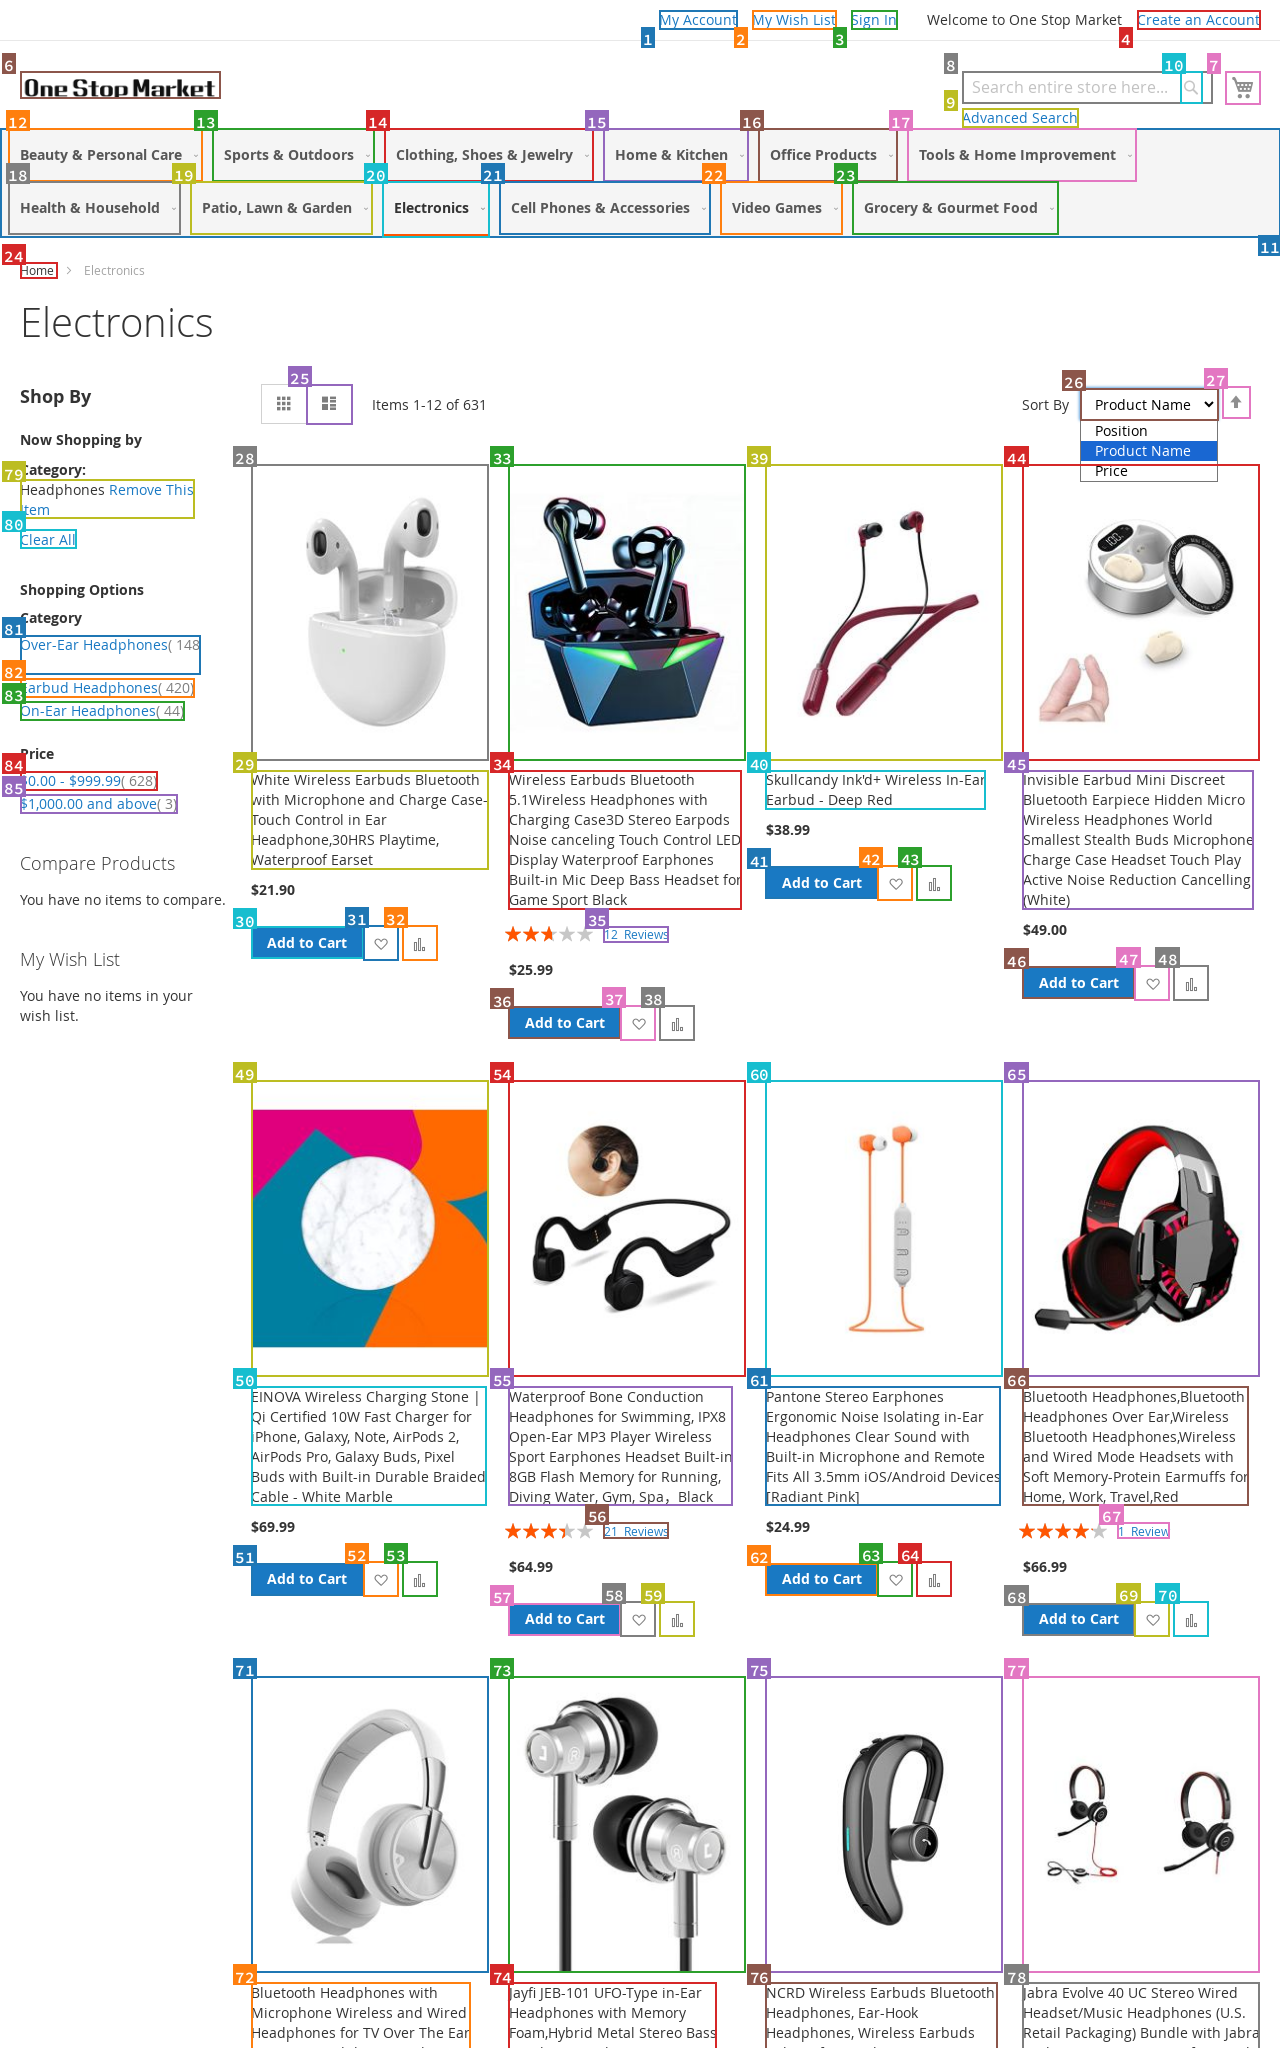 My Account
My Wish List
Sign In
Welcome to One Stop Market
Create an Account
1
2
3
4
6
8
10
7
One Stop Market
Search entire store here...
9
Advanced Search
12
13
14
15
16
17
Beauty & Personal Care
Sports & Outdoors
Clothing, Shoes & Jewelry
Home & Kitchen
Office Products
Tools & Home Improvement
18
19
20
21
22
23
Health & Household
Patio, Lawn & Garden
Electronics
Cell Phones & Accessories
Video Games
Grocery & Gourmet Food
11
24
Home
Electronics
Electronics
25
26
27
Shop By
Items 1-12 of 631
Sort By
Product Name
Position
Product Name
Price
Now Shopping by
79
Category:
Headphones Remove This
Item
80
Clear All
Shopping Options
Category
81
Over-Ear Headphones( 148
82
Earbud Headphones( 420)
83
On-Ear Headphones( 44)
Price
84
$0.00 - $999.99( 628)
85
$1,000.00 and above( 3)
Compare Products
You have no items to compare.
My Wish List
You have no items in your
wish list.
28
29
White Wireless Earbuds Bluetooth
with Microphone and Charge Case-
Touch Control in Ear
Headphone,30HRS Playtime,
Waterproof Earset
$21.90
30
31
32
Add to Cart
33
34
Wireless Earbuds Bluetooth
5.1Wireless Headphones with
Charging Case3D Stereo Earpods
Noise canceling Touch Control LED
Display Waterproof Earphones
Built-in Mic Deep Bass Headset for
Game Sport Black
35
12 Reviews
$25.99
36
37
38
Add to Cart
39
40
Skullcandy Ink'd+ Wireless In-Ear
Earbud - Deep Red
$38.99
41
42
43
Add to Cart
44
100
45
Invisible Earbud Mini Discreet
Bluetooth Earpiece Hidden Micro
Wireless Headphones World
Smallest Stealth Buds Microphone
Charge Case Headset Touch Play
Active Noise Reduction Cancelling
(White)
$49.00
46
47
48
Add to Cart
49
50
EINOVA Wireless Charging Stone |
Qi Certified 10W Fast Charger for
iPhone, Galaxy, Note, AirPods 2,
AirPods Pro, Galaxy Buds, Pixel
Buds with Built-in Durable Braided
Cable - White Marble
$69.99
51
52
53
Add to Cart
54
55
Waterproof Bone Conduction
Headphones for Swimming, IPX8
Open-Ear MP3 Player Wireless
Sport Earphones Headset Built-in
8GB Flash Memory for Running,
Diving Water, Gym, Spa，Black
56
21 Reviews
$64.99
57
58
59
Add to Cart
60
61
Pantone Stereo Earphones
Ergonomic Noise Isolating in-Ear
Headphones Clear Sound with
Built-in Microphone and Remote
Fits All 3.5mm iOS/Android Devices
[Radiant Pink]
$24.99
62
63
64
Add to Cart
65
66
Bluetooth Headphones,Bluetooth
Headphones Over Ear,Wireless
Bluetooth Headphones,Wireless
and Wired Mode Headsets with
Soft Memory-Protein Earmuffs for
Home, Work, Travel,Red
67
1 Review
$66.99
68
69
70
Add to Cart
71
72
Bluetooth Headphones with
Microphone Wireless and Wired
Headphones for TV Over The Ear
73
74
Jayfi JEB-101 UFO-Type in-Ear
Headphones with Memory
Foam,Hybrid Metal Stereo Bass
75
76
NCRD Wireless Earbuds Bluetooth
Headphones, Ear-Hook
Headphones, Wireless Earbuds
77
78
Jabra Evolve 40 UC Stereo Wired
Headset/Music Headphones (U.S.
Retail Packaging) Bundle with Jabra